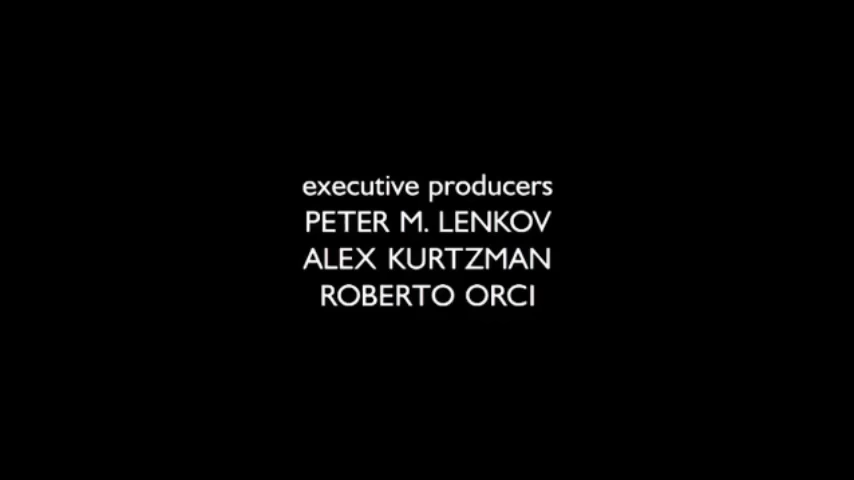 executive producers
PETER M. LENKOV
ALEX KURTZMAN
ROBERTO ORCI